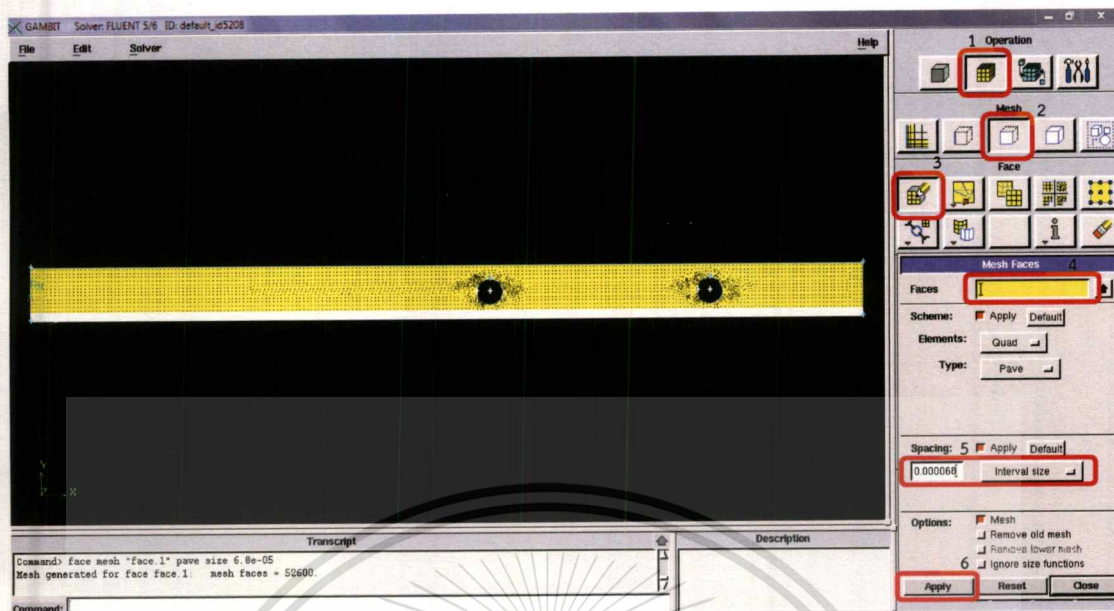 GAMBIT Solver: FLUENT 5/6 ID: default_id5208
File Edit Solver Help
1 Operation
Mesh 2
3 Face
Mesh Faces 4
Faces
Scheme: Apply Default
Elements: Quad
Type: Pave
Spacing: 5 Apply Default
0.000068 Interval size
Options: Mesh
Remove old mesh
Remove lower mesh
6 Ignore size functions
Apply Reset Close
Y
Z X
Transcript Description
Command> face mesh "face.1" pave size 6.8e-05
Mesh generated for face face.1: mesh faces = 52600.
Command: